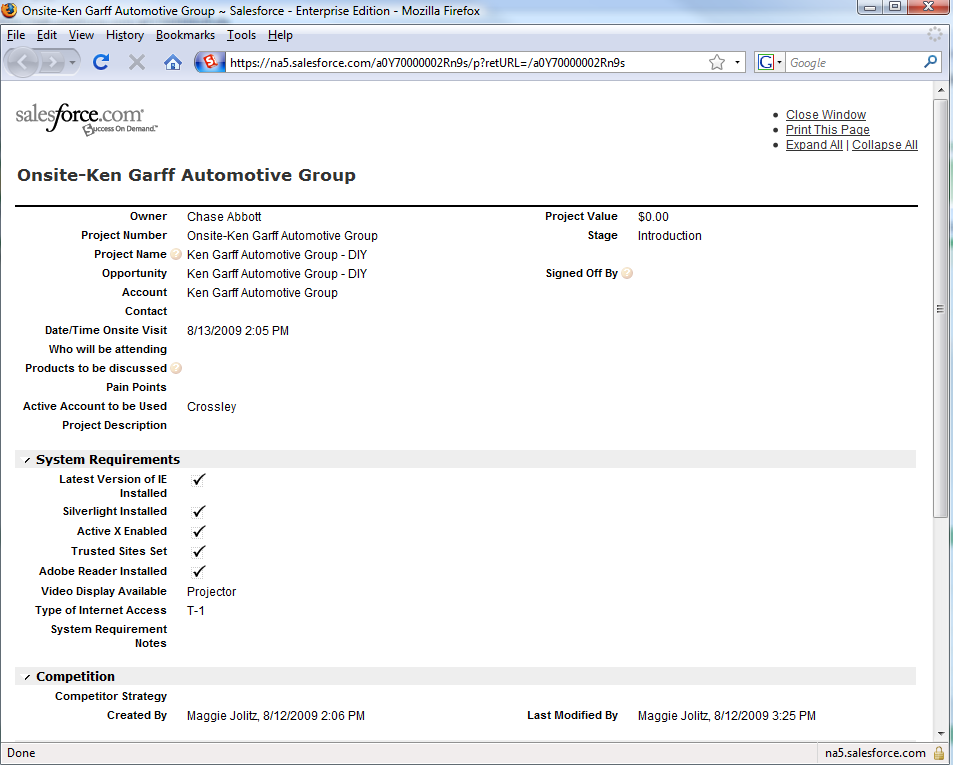 Onsite-Ken Garff Automotive Group ~ Salesforce - Enterprise Edition - Mozilla Firefox
File Edit View History Bookmarks Tools Help
https://na5.salesforce.com/a0Y70000002Rn9s/p?retURL=/a0Y70000002Rn9s
G Google
salesforce.com
Success On Demand.™
Close Window
Print This Page
Expand All | Collapse All
Onsite-Ken Garff Automotive Group
Owner Chase Abbott Project Value $0.00
Project Number Onsite-Ken Garff Automotive Group Stage Introduction
Project Name Ken Garff Automotive Group - DIY
Opportunity Ken Garff Automotive Group - DIY Signed Off By
Account Ken Garff Automotive Group
Contact
Date/Time Onsite Visit 8/13/2009 2:05 PM
Who will be attending
Products to be discussed
Pain Points
Active Account to be Used Crossley
Project Description
System Requirements
Latest Version of IE
Installed
Silverlight Installed
Active X Enabled
Trusted Sites Set
Adobe Reader Installed
Video Display Available Projector
Type of Internet Access T-1
System Requirement
Notes
Competition
Competitor Strategy
Created By Maggie Jolitz, 8/12/2009 2:06 PM Last Modified By Maggie Jolitz, 8/12/2009 3:25 PM
Done na5.salesforce.com